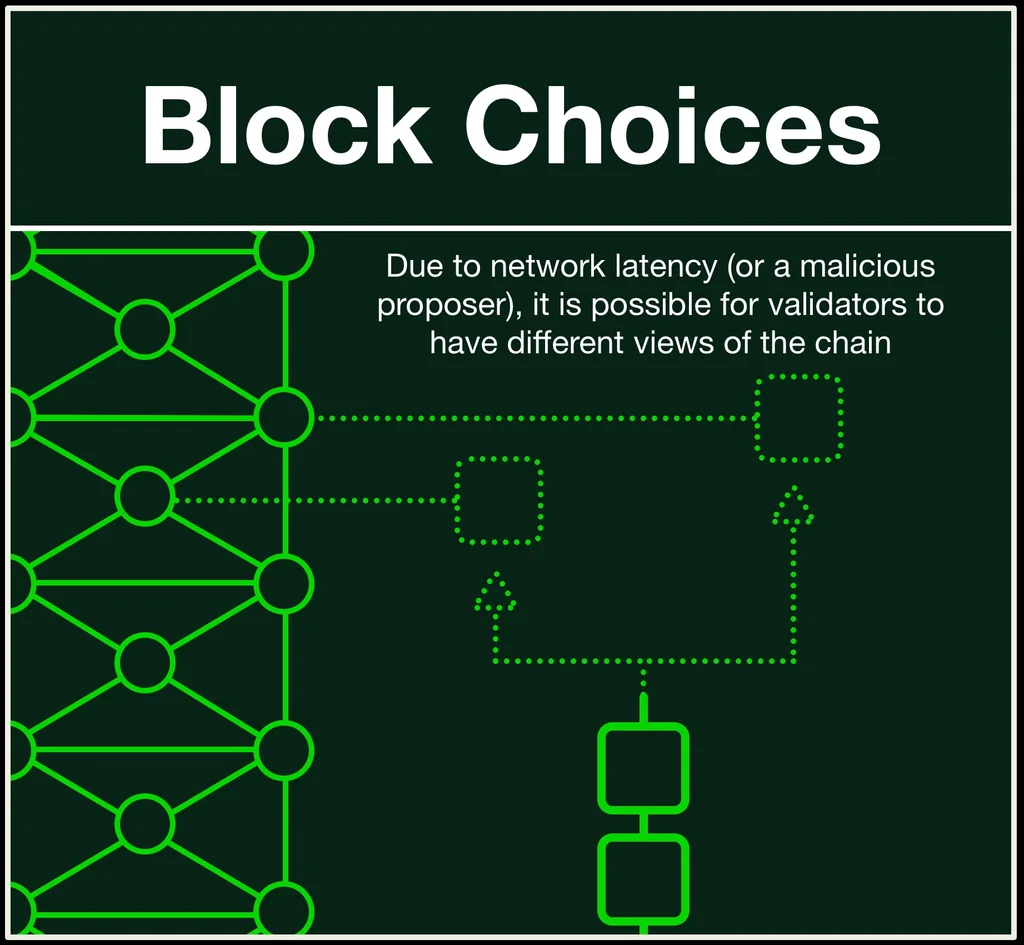 Block Choices
Due to network latency (or a malicious
proposer), it is possible for validators to
have different views of the chain